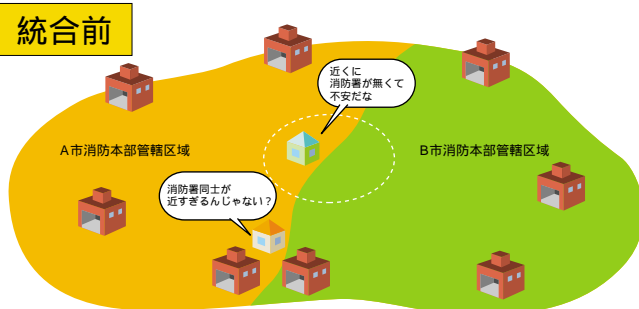 統合前
近くに
消防署が無くて
不安だな
A市消防本部管轄区域
B市消防本部管轄区域
消防署同士が
近すぎるんじゃない？